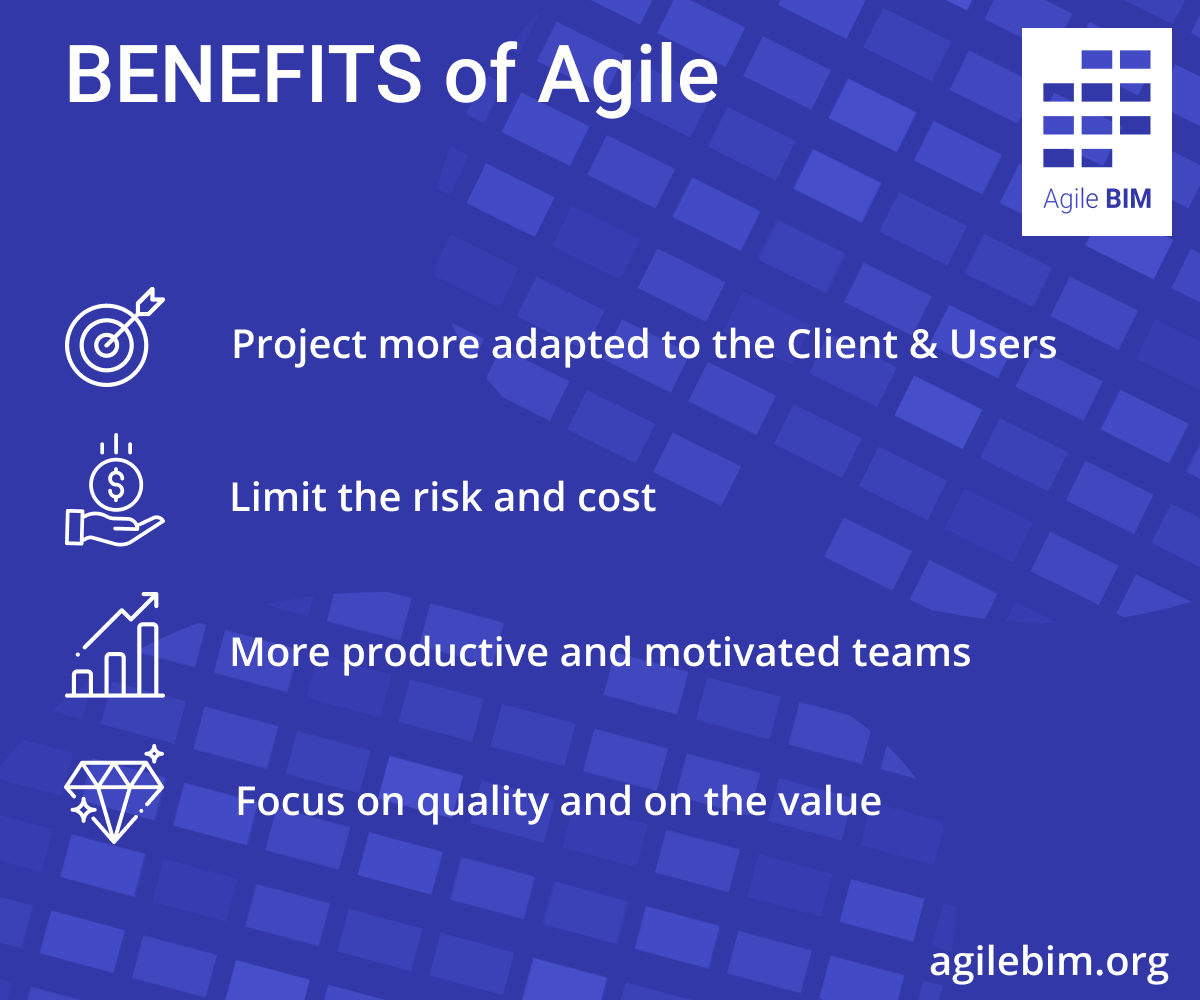 BENEFITS of Agile
Agile BIM
Project more adapted to the Client & Users
$
Limit the risk and cost
More productive and motivated teams
Focus on quality and on the value
agilebim.org